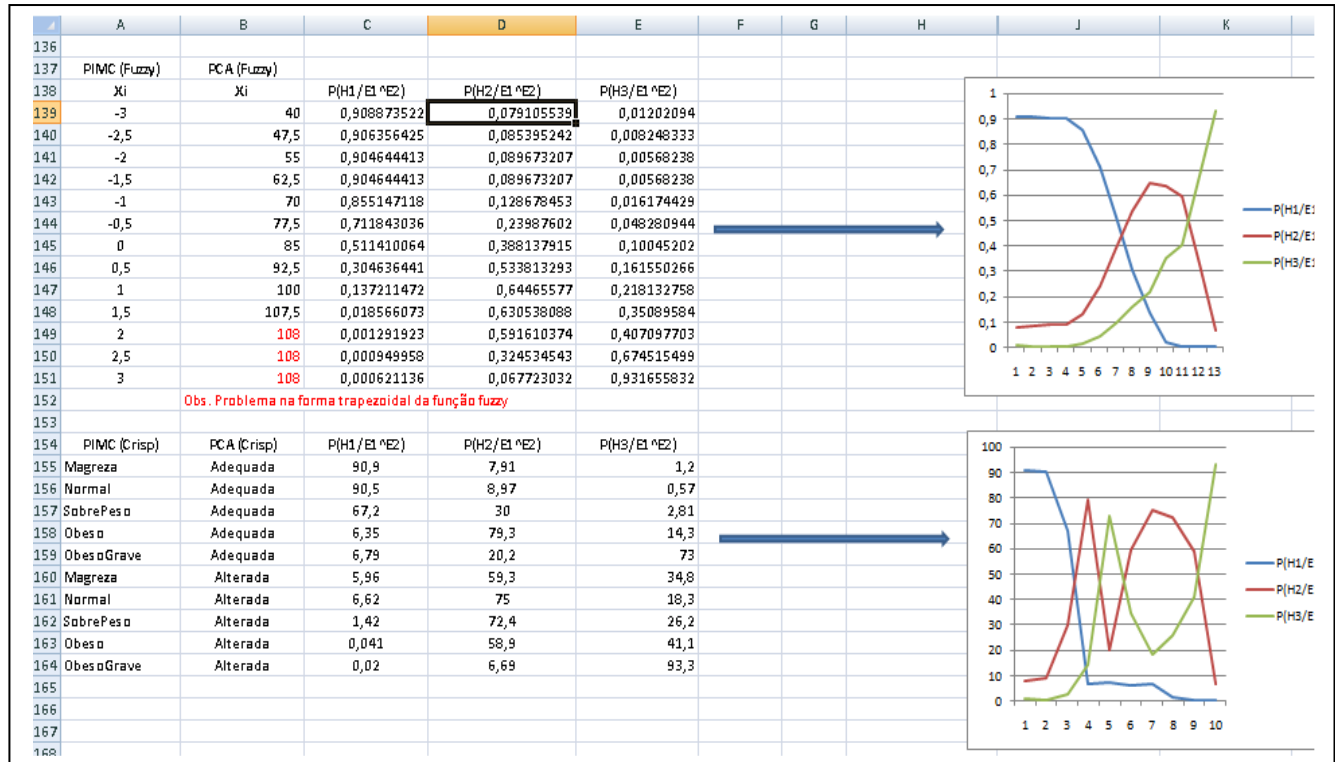 A B C D E F G H J K
136
137 PIMC (Fuzzy) PCA (Fuzzy)
138 Xi Xi P(H1/E1^E2) P(H2/E1^E2) P(H3/E1^E2)
139 -3 40 0,908873522 0,079105539 0,01202094
140 -2,5 47,5 0,906356425 0,085395242 0,008248333
141 -2 55 0,904644413 0,089673207 0,00568238
142 -1,5 62,5 0,904644413 0,089673207 0,00568238
143 -1 70 0,855147118 0,128678453 0,016174429
144 -0,5 77,5 0,711843036 0,23987602 0,048280944
145 0 85 0,511410064 0,388137915 0,10045202
146 0,5 92,5 0,304636441 0,533813293 0,161550266
147 1 100 0,137211472 0,64465577 0,218132758
148 1,5 107,5 0,018566073 0,630538088 0,35089584
149 2 108 0,001291923 0,591610374 0,407097703
150 2,5 108 0,000949958 0,324534543 0,674515499
151 3 108 0,000621136 0,067723032 0,931655832
152 Obs. Problema na forma trapezoidal da função fuzzy
153
154 PIMC (Crisp) PCA (Crisp) P(H1/E1^E2) P(H2/E1^E2) P(H3/E1^E2)
155 Magreza Adequada 90,9 7,91 1,2
156 Normal Adequada 90,5 8,97 0,57
157 SobrePeso Adequada 67,2 30 2,81
158 Obeso Adequada 6,35 79,3 14,3
159 ObesoGrave Adequada 6,79 20,2 73
160 Magreza Alterada 5,96 59,3 34,8
161 Normal Alterada 6,62 75 18,3
162 SobrePeso Alterada 1,42 72,4 26,2
163 Obeso Alterada 0,041 58,9 41,1
164 ObesoGrave Alterada 0,02 6,69 93,3
165
166
167
168
1
0,9
0,8
0,7
0,6
0,5
0,4
0,3
0,2
0,1
0
1 2 3 4 5 6 7 8 9 10 11 12 13
P(H1/E1
P(H2/E1
P(H3/E1
100
90
80
70
60
50
40
30
20
10
0
1 2 3 4 5 6 7 8 9 10
P(H1/E
P(H2/E
P(H3/E